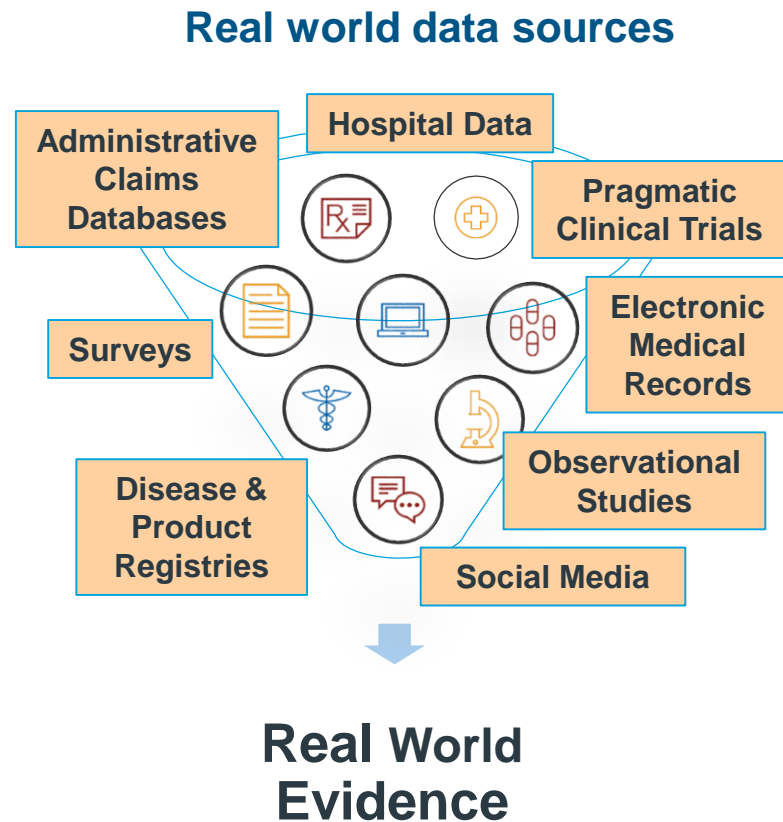 Real world data sources
Hospital Data
Administrative
Claims
Databases
Rx
Pragmatic
Clinical Trials
Surveys
Electronic
Medical
Records
Disease &
Product
Registries
Observational
Studies
Social Media
Real World
Evidence